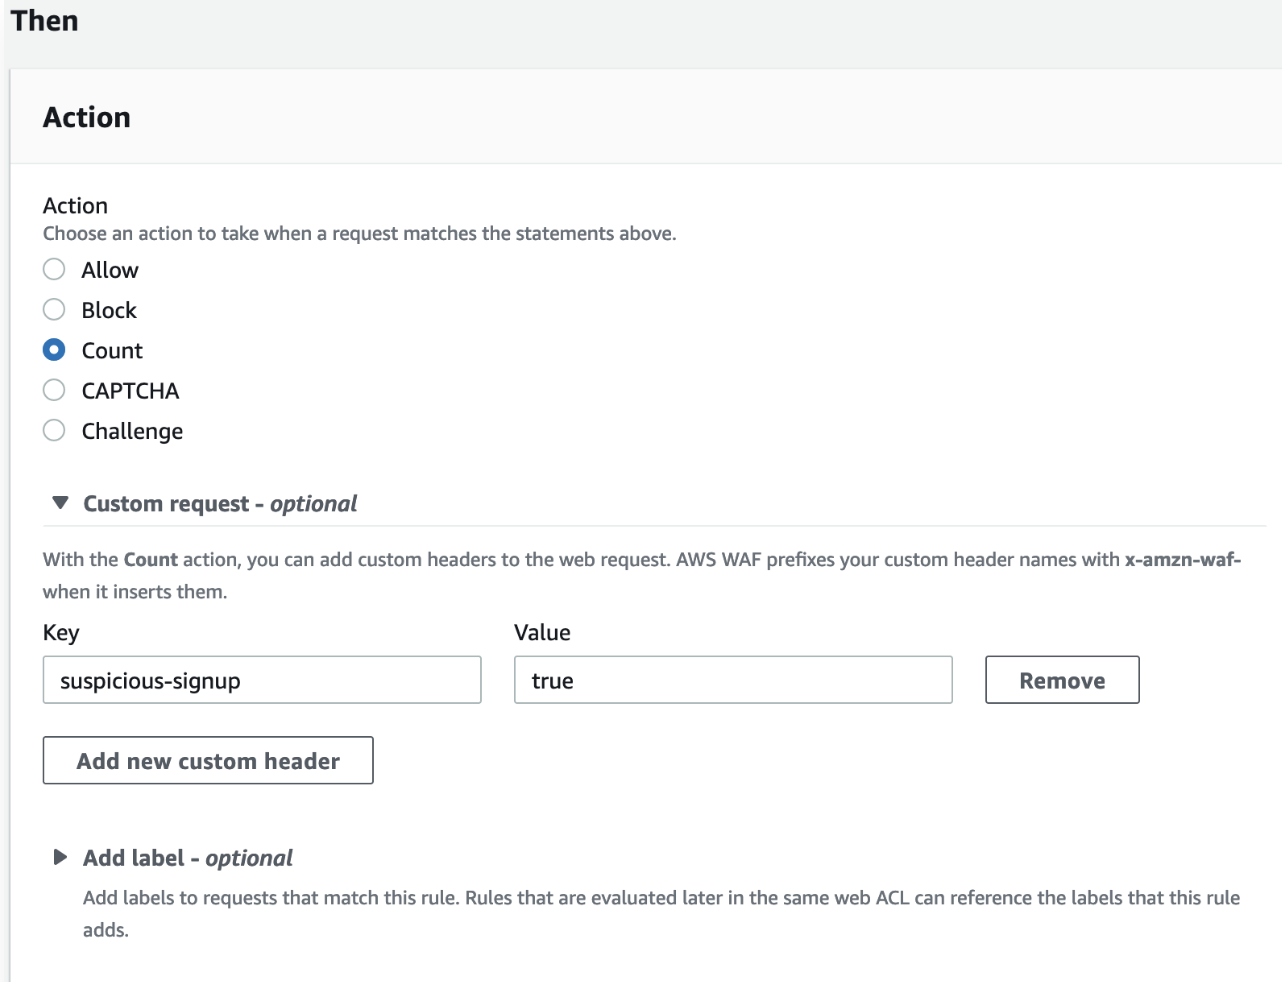 Then
Action
Action
Choose an action to take when a request matches the statements above.
Allow
Block
Count
CAPTCHA
Challenge
Custom request - optional
With the Count action, you can add custom headers to the web request. AWS WAF prefixes your custom header names with x-amzn-waf-
when it inserts them.
Key Value
suspicious-signup true Remove
Add new custom header
Add label - optional
Add labels to requests that match this rule. Rules that are evaluated later in the same web ACL can reference the labels that this rule
adds.